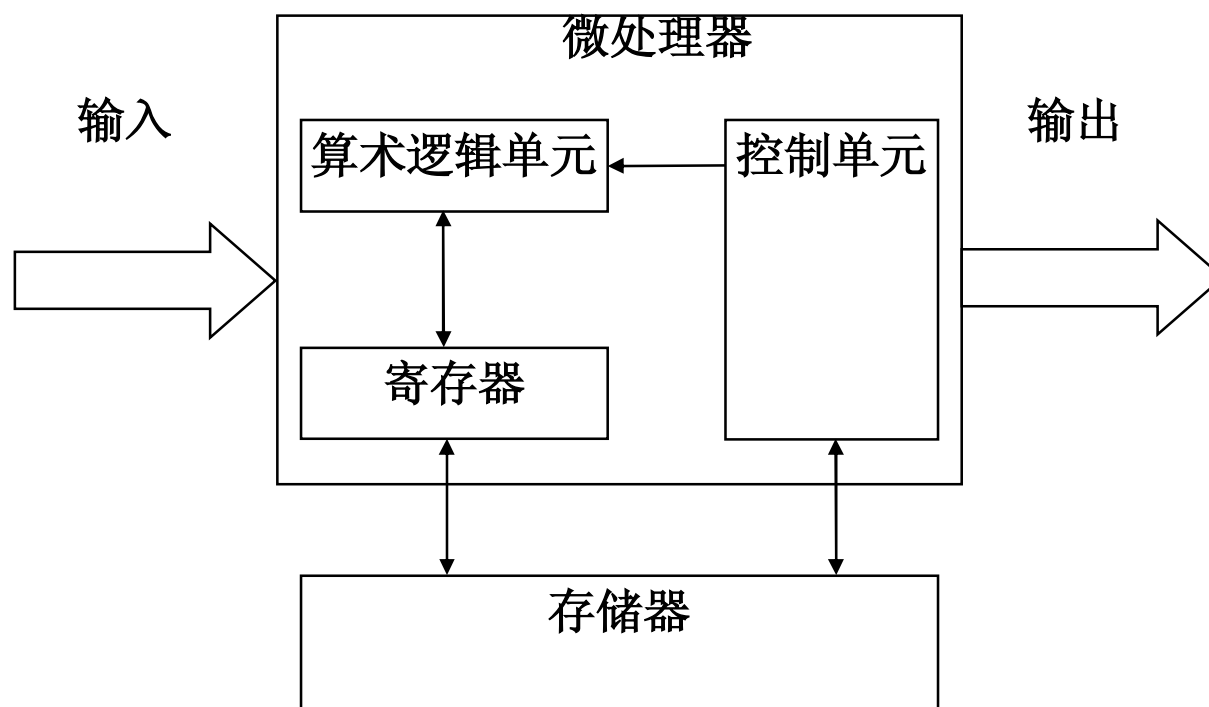 微处理器
输入
算术逻辑单元
控制单元
输出
寄存器
存储器